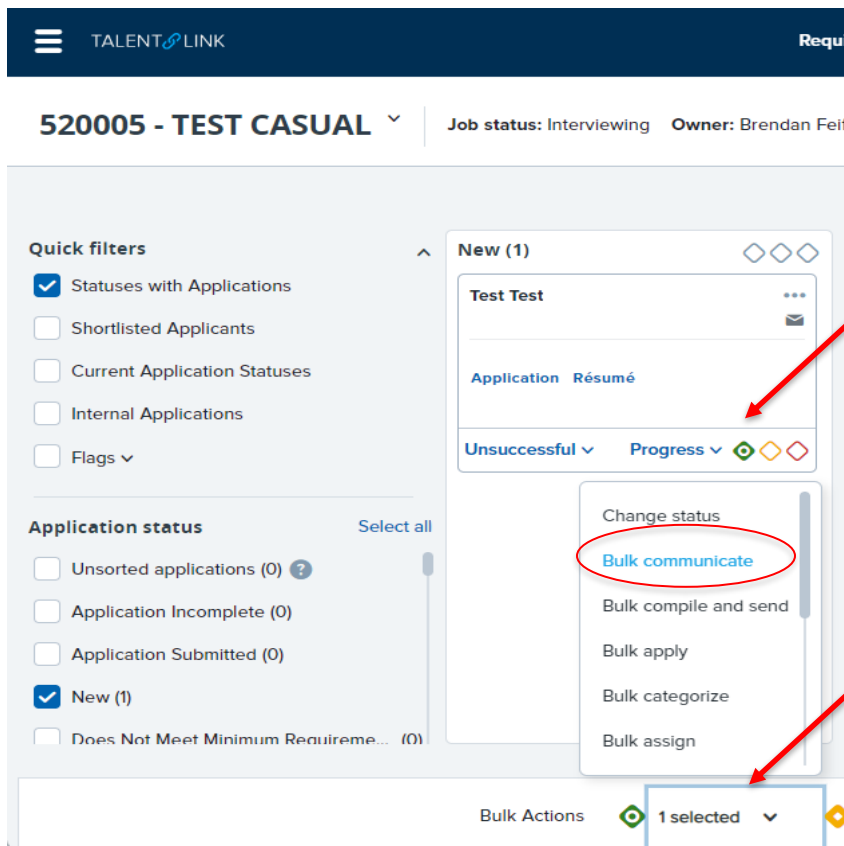 TALENT LINK
Requi
520005 - TEST CASUAL
Job status: Interviewing Owner: Brendan Feif
Quick filters
Statuses with Applications
Shortlisted Applicants
Current Application Statuses
Internal Applications
Flags
Application status Select all
Unsorted applications (0) ?
Application Incomplete (0)
Application Submitted (0)
New (1)
Does Not Meet Minimum Requireme... (0)
New (1)
Test Test
Application Résumé
Unsuccessful Progress
Change status
Bulk communicate
Bulk compile and send
Bulk apply
Bulk categorize
Bulk assign
Bulk Actions 1 selected